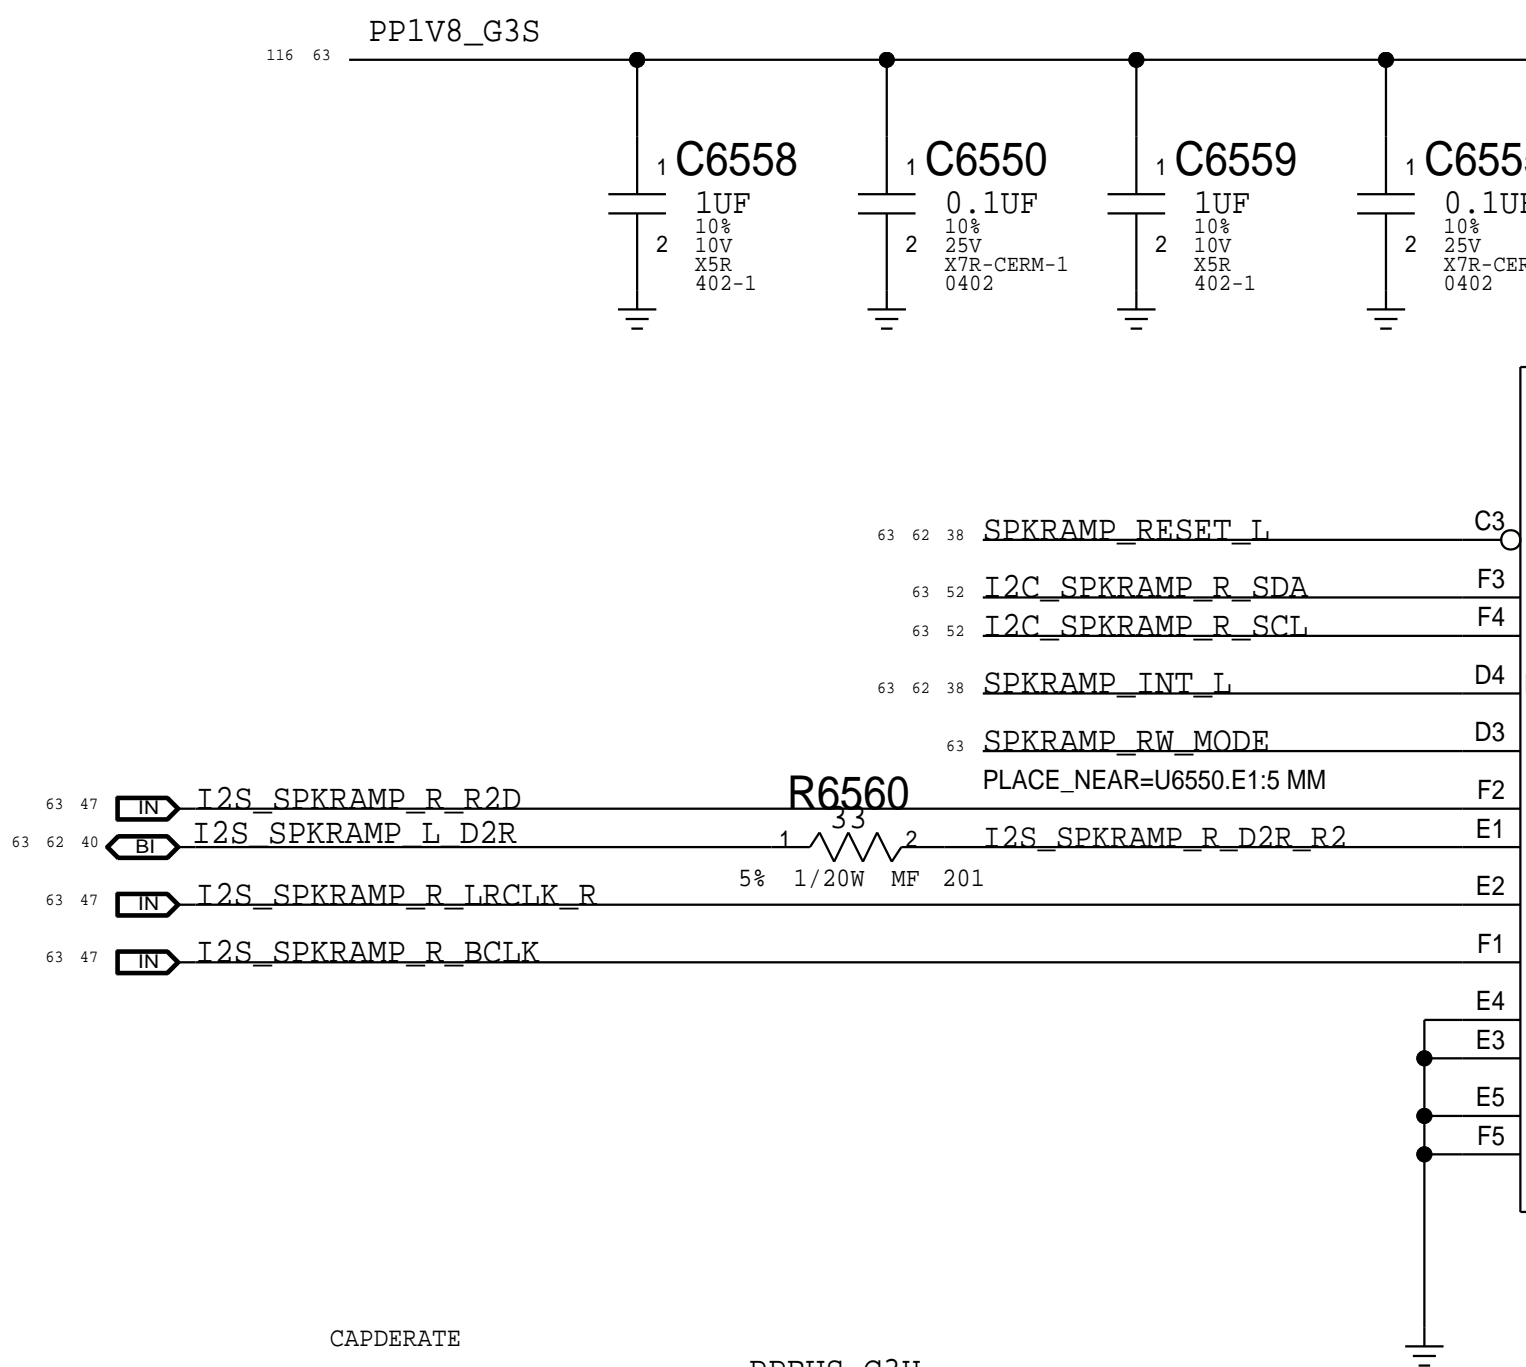 PP1V8_G3S
116 63
1 C6558
1UF
10%
2 10V
X5R
402-1
1 C6550
0.1UF
10%
2 25V
X7R-CERM-1
0402
1 C6559
1UF
10%
2 10V
X5R
402-1
1
10%
2 25V
0402
63 62 38 SPKRAMP_RESET_L C3
63 52 I2C_SPKRAMP_R_SDA F3
63 52 I2C_SPKRAMP_R_SCL F4
63 62 38 SPKRAMP_INT_L D4
63 SPKRAMP_RW_MODE D3
R6560 PLACE_NEAR=U6550.E1:5 MM
63 47 IN I2S_SPKRAMP_R_R2D F2
33
63 62 40 BI I2S_SPKRAMP_L_D2R 1 2 I2S_SPKRAMP_R_D2R_R2 E1
5% 1/20W MF 201
63 47 IN I2S_SPKRAMP_R_LRCLK_R E2
63 47 IN I2S_SPKRAMP_R_BCLK F1
E4
E3
E5
F5
CAPDERATE